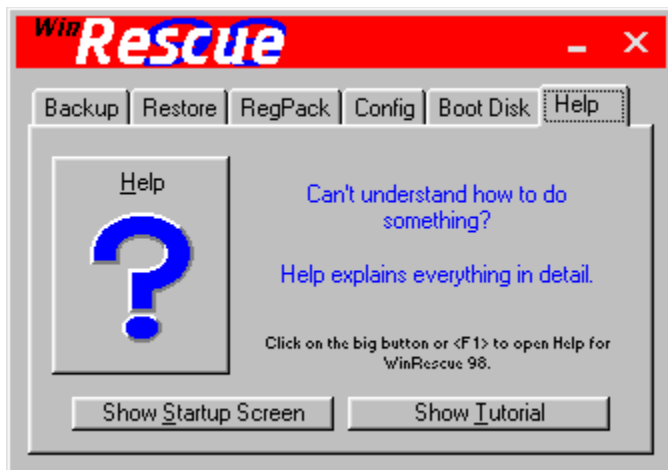 WinRescue
Backup Restore RegPack Config Boot Disk Help
Help
?
Can't understand how to do
something?
Help explains everything in detail.
Click on the big button or <F1> to open Help for
WinRescue 98.
Show Startup Screen Show Tutorial